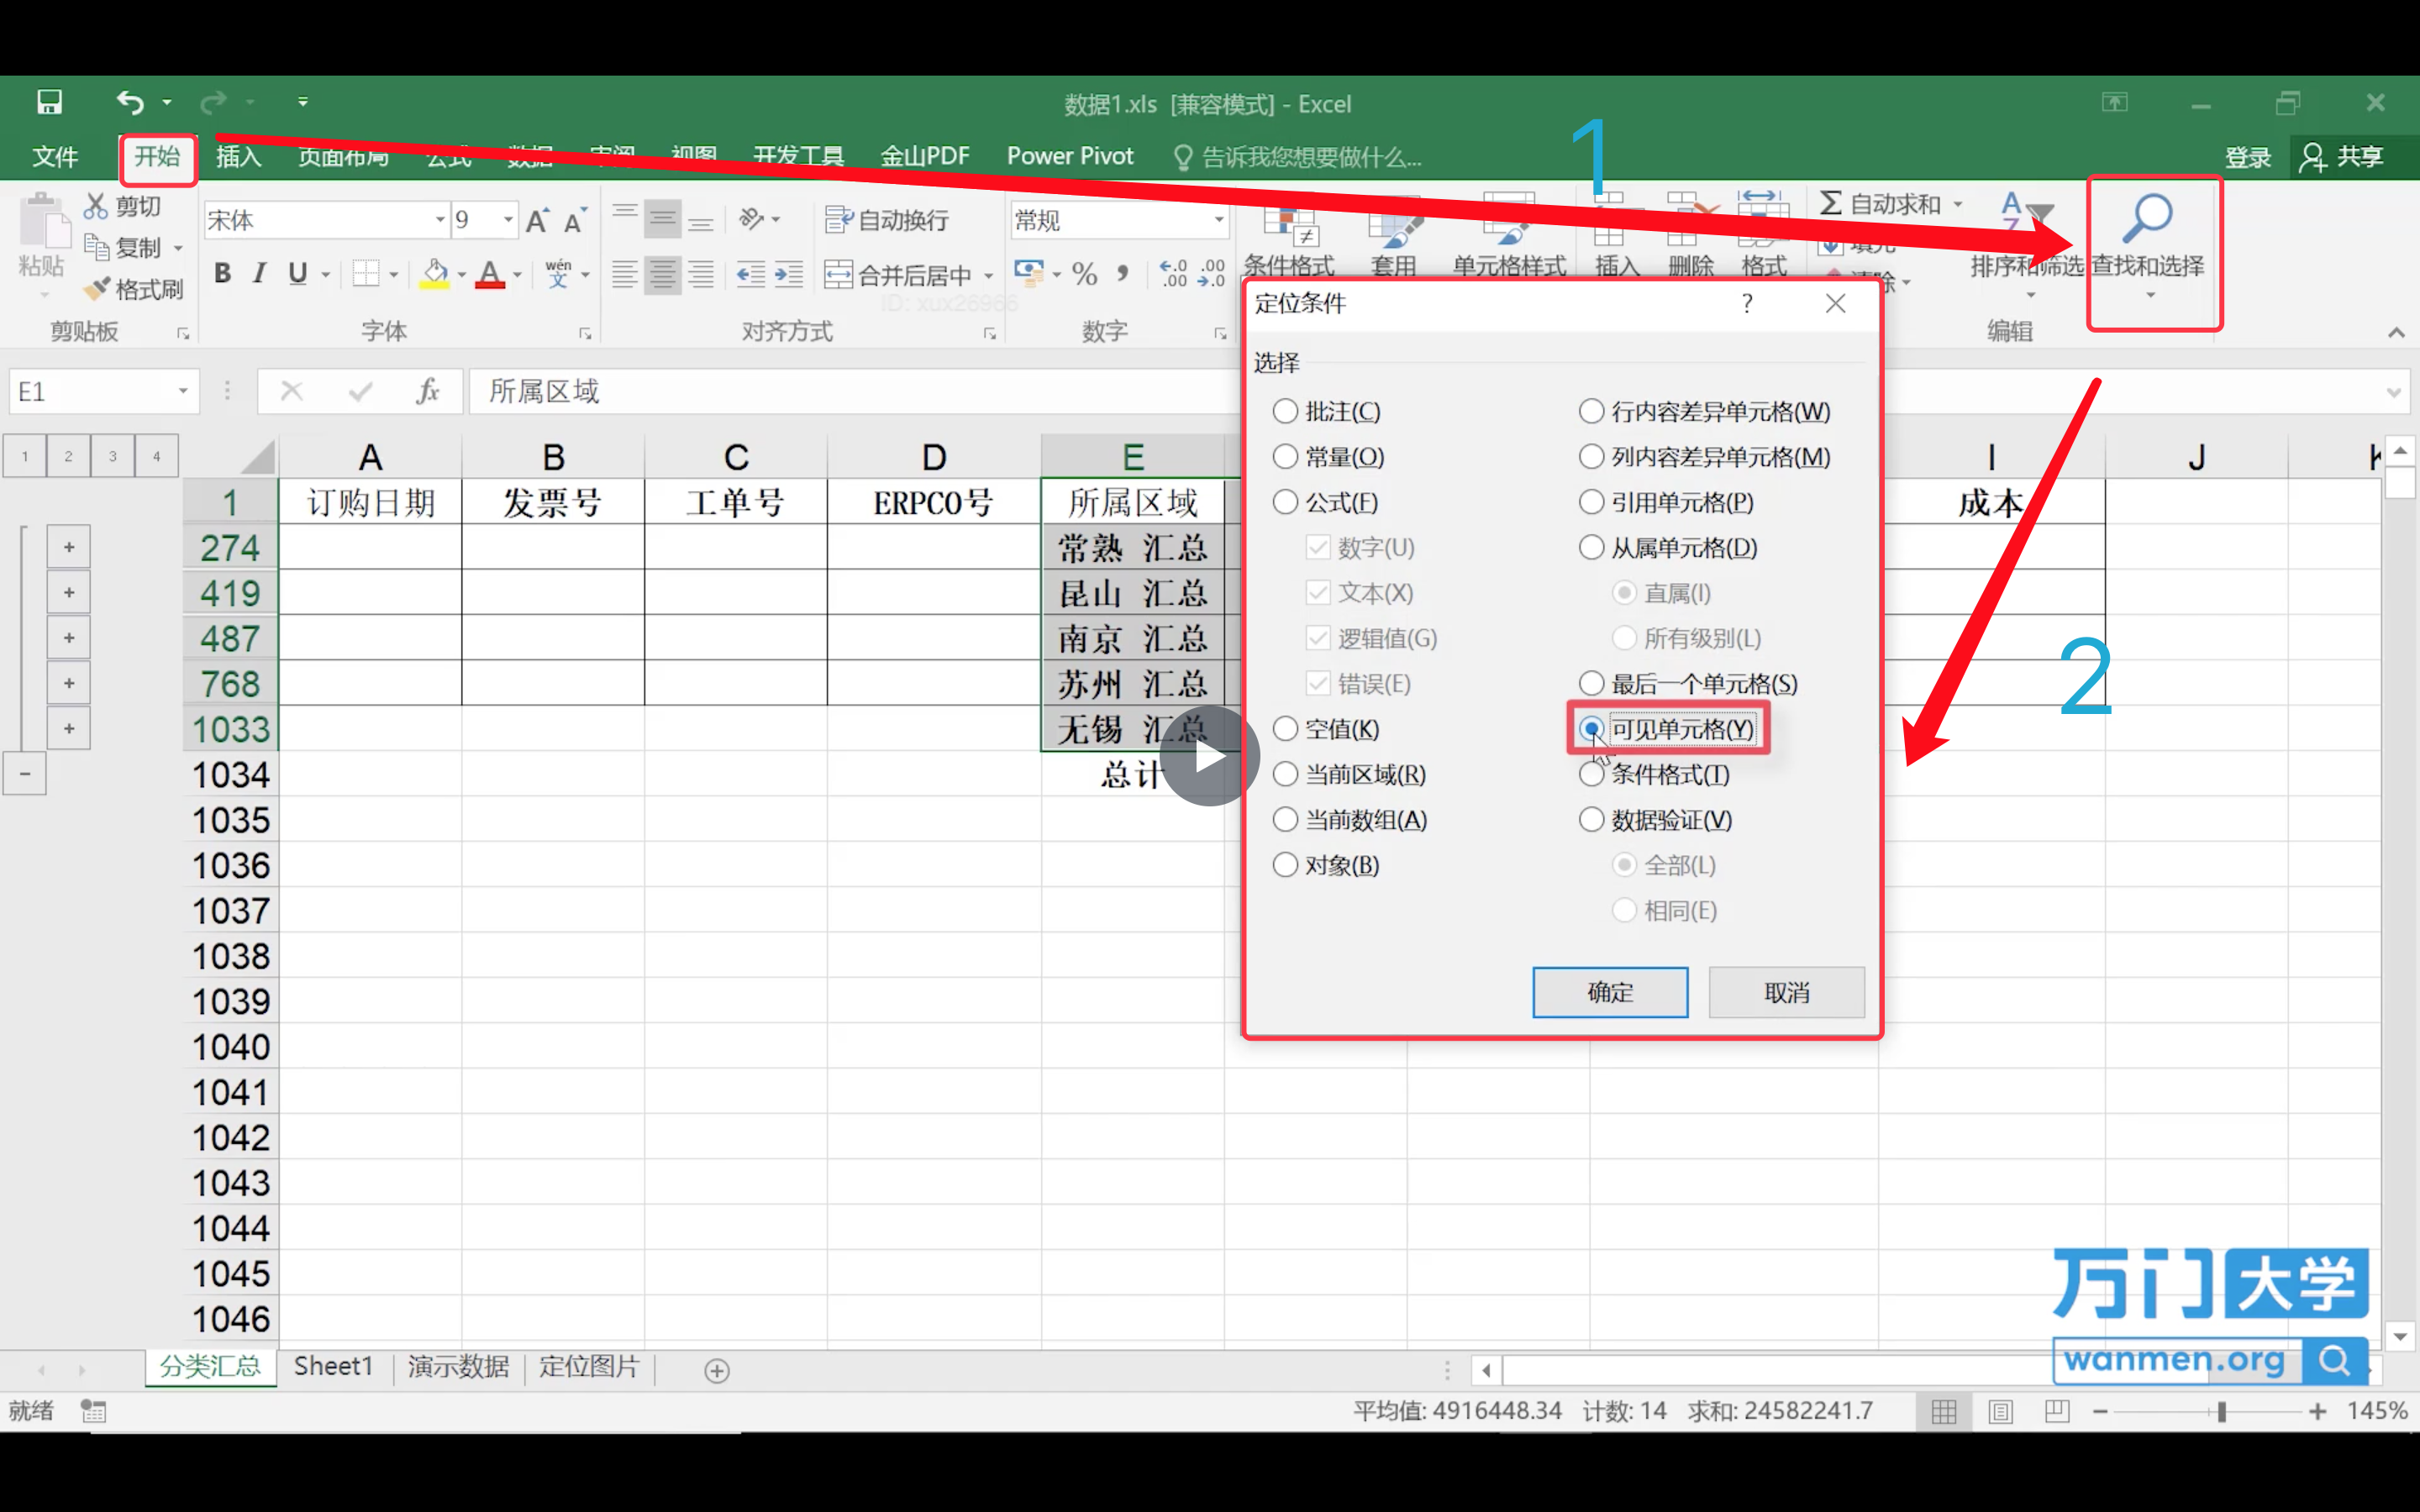 数据1.xls [兼容模式] - Excel
1
文件 开始 插入 页面布局 公式 数据 审阅 视图 开发工具 金山PDF Power Pivot 告诉我您想要做什么... 登录 共享
粘贴 剪切 复制 格式刷
宋体 9 A A 自动换行 常规
B I U A wén 文 合并后居中 % , ←.0 .00 .00 →.0
条件格式 套用 单元格样式 插入 删除 格式
Σ 自动求和 填充 排序和筛选 查找和选择
剪贴板 字体 对齐方式 数字 编辑
ID: xux26966
E1 fx 所属区域
定位条件 ?
选择
批注(C) 行内容差异单元格(W)
常量(O) 列内容差异单元格(M)
公式(F) 引用单元格(P)
数字(U) 从属单元格(D)
文本(X) 直属(I)
逻辑值(G) 所有级别(L)
错误(E) 最后一个单元格(S)
空值(K) 可见单元格(Y)
当前区域(R) 条件格式(T)
当前数组(A) 数据验证(V)
对象(B) 全部(L)
相同(E)
确定 取消
2
1 2 3 4 A B C D E I J K
1 订购日期 发票号 工单号 ERPCO号 所属区域 成本
274 常熟 汇总
419 昆山 汇总
487 南京 汇总
768 苏州 汇总
1033 无锡 汇总
1034 总计
1035
1036
1037
1038
1039
1040
1041
1042
1043
1044
1045
1046
万门大学
wanmen.org
分类汇总 Sheet1 演示数据 定位图片
就绪 平均值: 4916448.34 计数: 14 求和: 24582241.7 145%